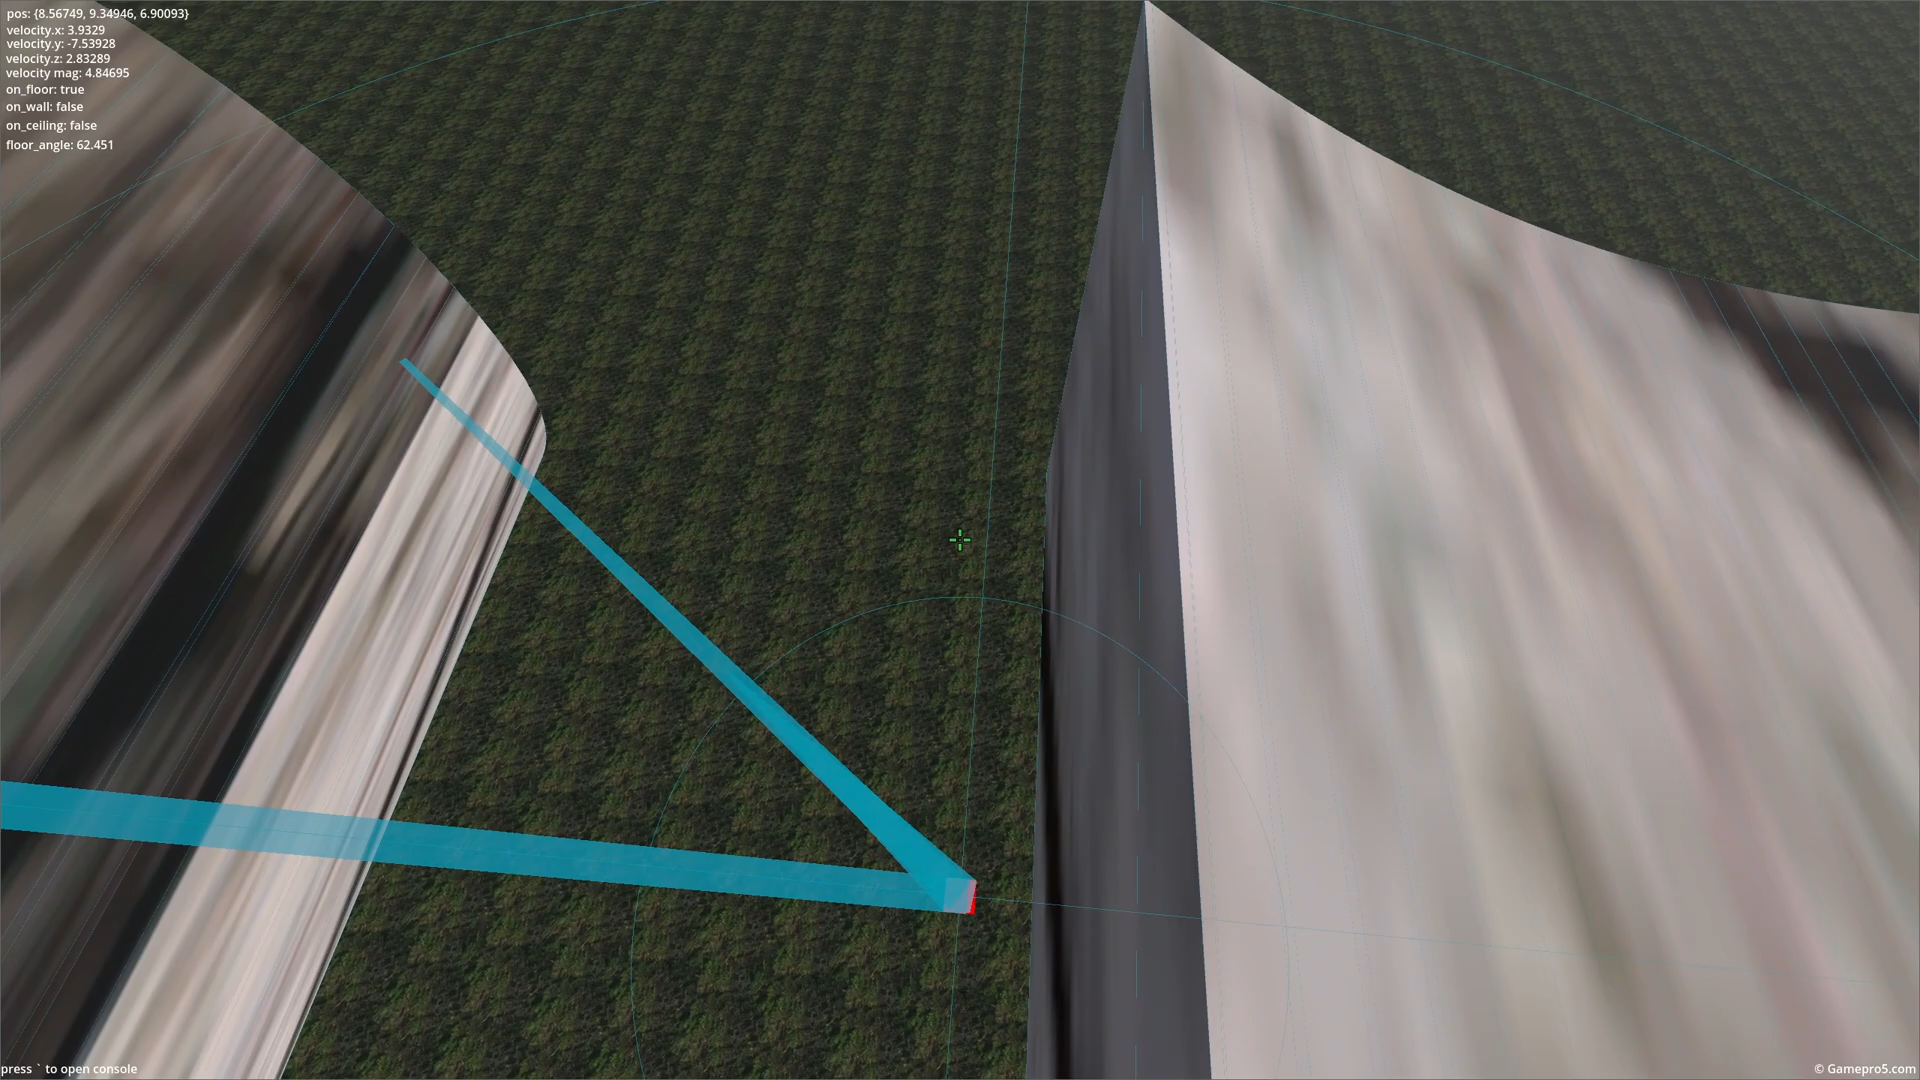 pos: {8.56749, 9.34946, 6.90093}
velocity.x: 3.9329
velocity.y: -7.53928
velocity.z: 2.83289
velocity mag: 4.84695
on_floor: true
on_wall: false
on_ceiling: false
floor_angle: 62.451
press ` to open console
© Gamepro5.com